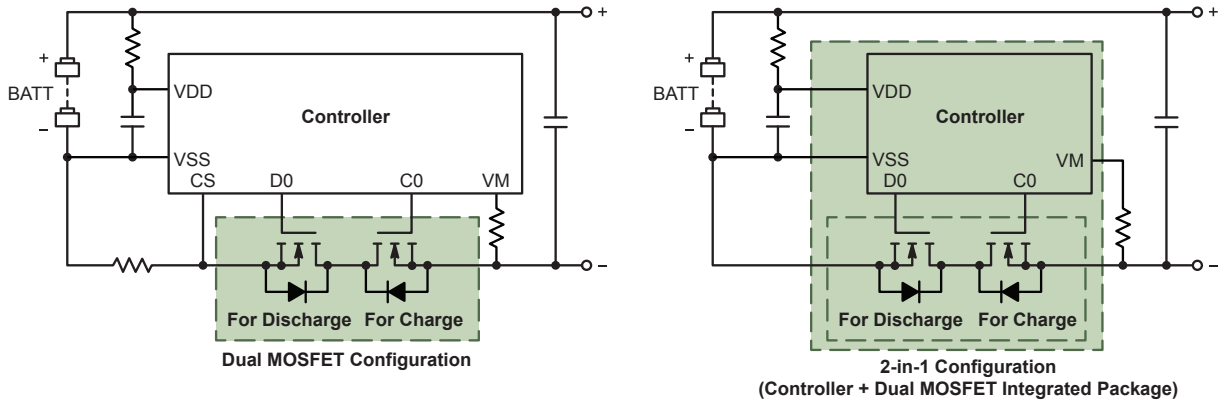 +
+
BATT
−
VDD
Controller
VSS
CS
D0
C0
VM
For Discharge
For Charge
−
Dual MOSFET Configuration
+
+
BATT
−
VDD
Controller
VSS
VM
D0
C0
For Discharge
For Charge
−
2-in-1 Configuration
(Controller + Dual MOSFET Integrated Package)